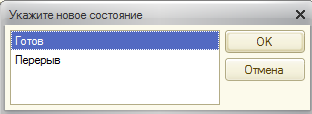 Укажите новое состояние
Готов
Перерыв
OK
Отмена